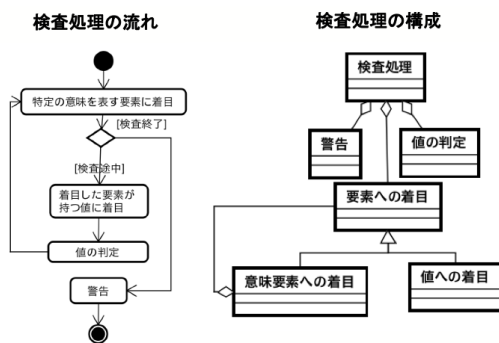 検査処理の流れ
特定の意味を表す要素に着目
[検査終了]
[検査途中]
着目した要素が
持つ値に着目
値の判定
警告
検査処理の構成
検査処理
警告
値の判定
要素への着目
意味要素への着目
値への着目